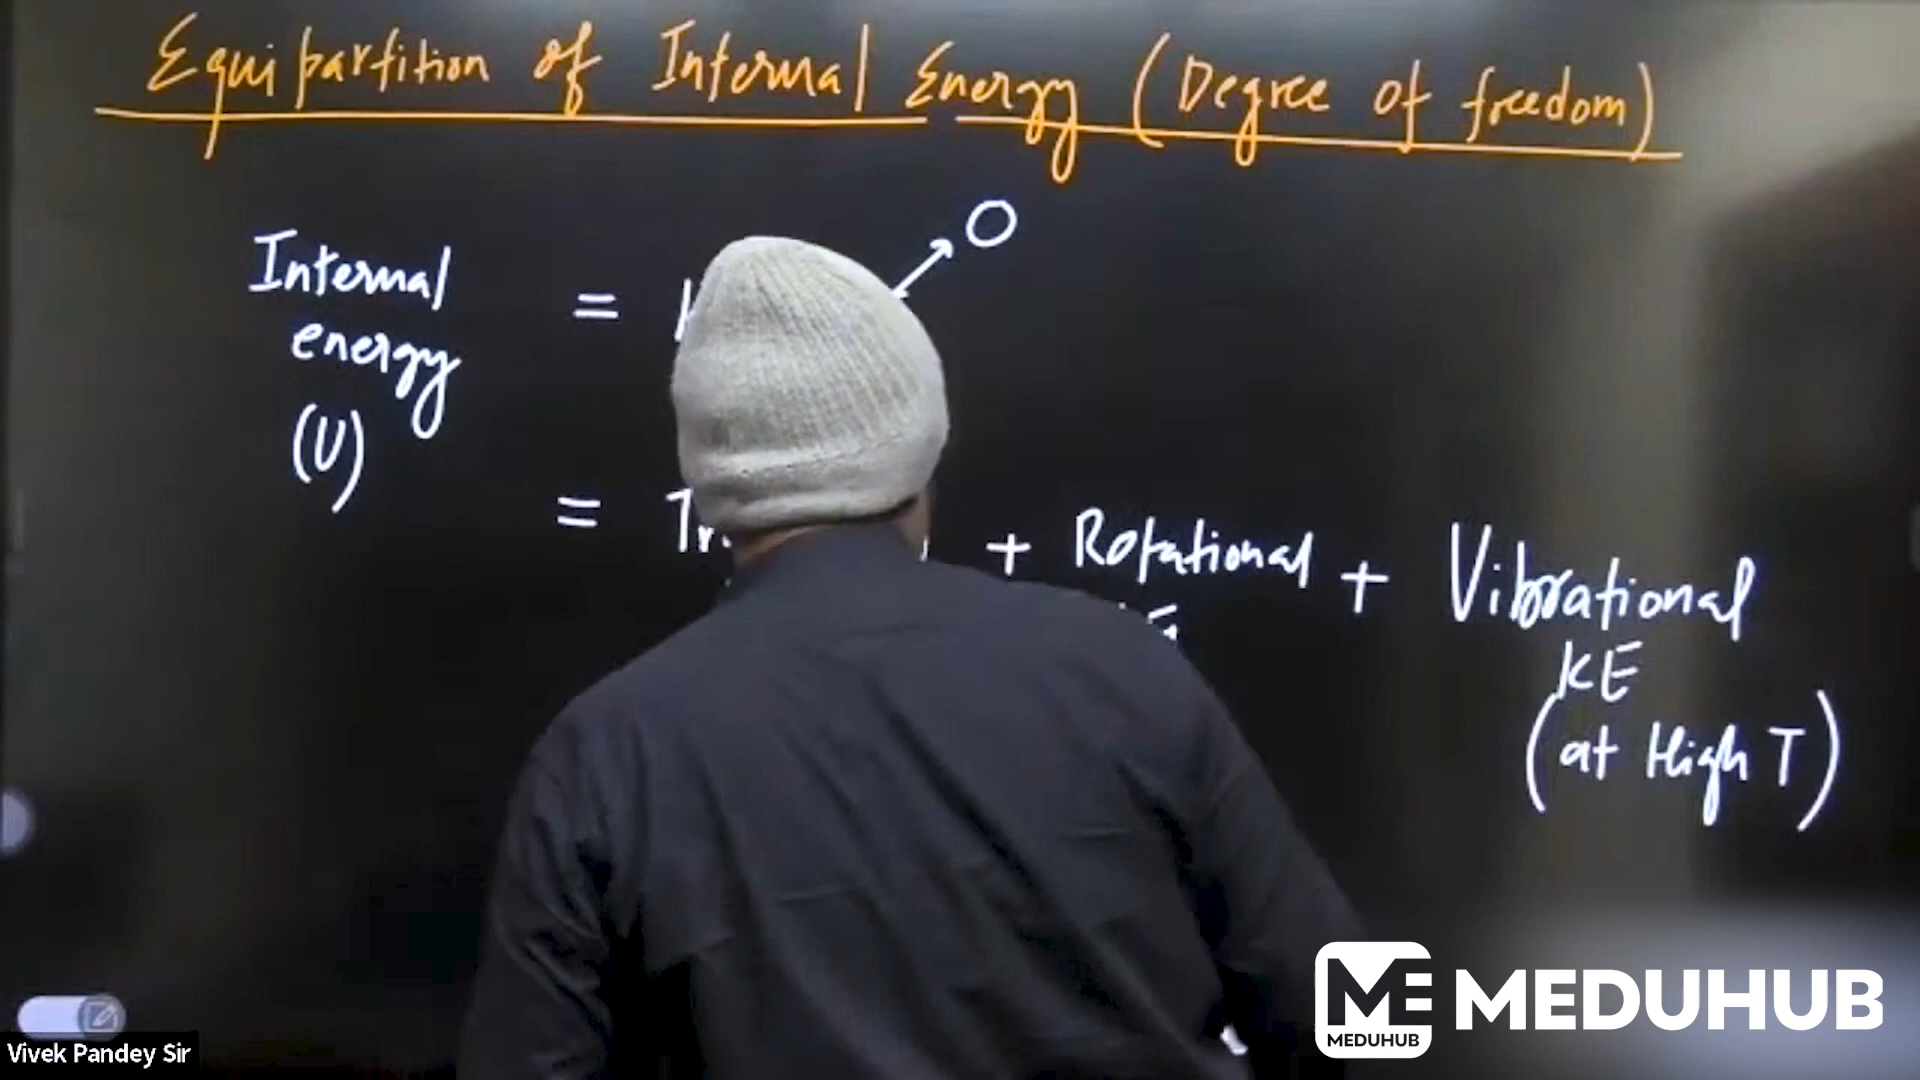 Equipartition of Internal Energy (Degree of freedom)
O
Internal =
energy
(U)
= + Rotational + Vibrational
KE
(at High T)
Vivek Pandey Sir
ME MEDUHUB
MEDUHUB